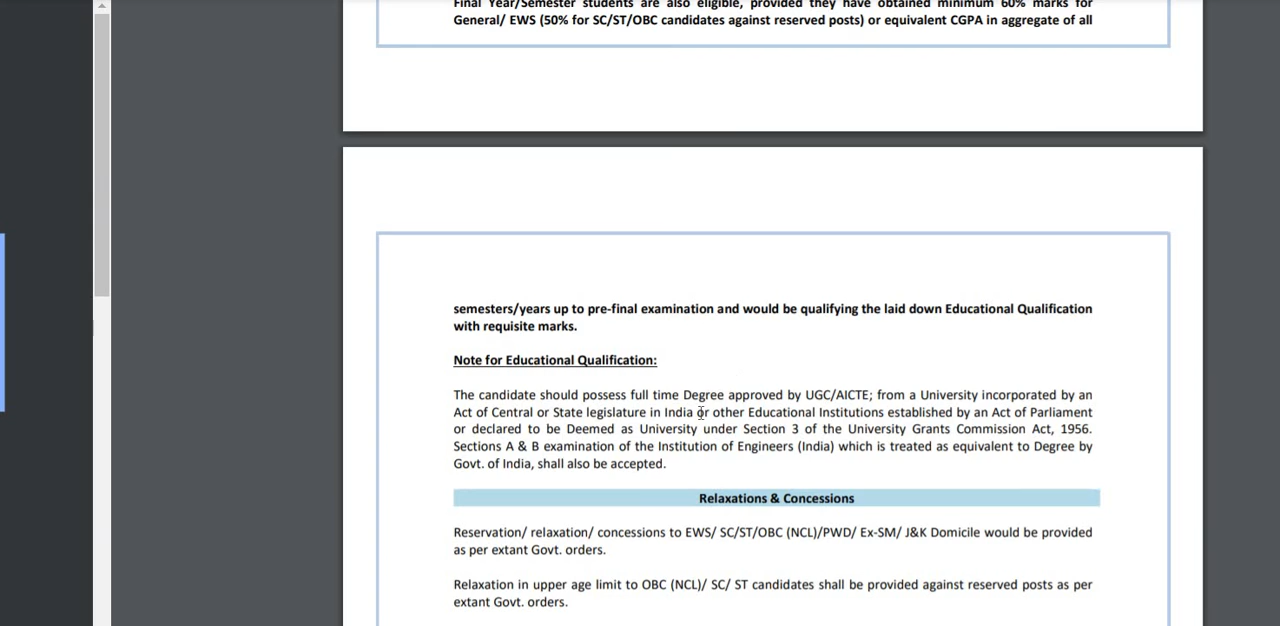 Final Year/Semester students are also eligible, provided they have obtained minimum 60% marks for
General/ EWS (50% for SC/ST/OBC candidates against reserved posts) or equivalent CGPA in aggregate of all
semesters/years up to pre-final examination and would be qualifying the laid down Educational Qualification
with requisite marks.
Note for Educational Qualification:
The candidate should possess full time Degree approved by UGC/AICTE; from a University incorporated by an
Act of Central or State legislature in India or other Educational Institutions established by an Act of Parliament
or declared to be Deemed as University under Section 3 of the University Grants Commission Act, 1956.
Sections A & B examination of the Institution of Engineers (India) which is treated as equivalent to Degree by
Govt. of India, shall also be accepted.
Relaxations & Concessions
Reservation/ relaxation/ concessions to EWS/ SC/ST/OBC (NCL)/PWD/ Ex-SM/ J&K Domicile would be provided
as per extant Govt. orders.
Relaxation in upper age limit to OBC (NCL)/ SC/ ST candidates shall be provided against reserved posts as per
extant Govt. orders.